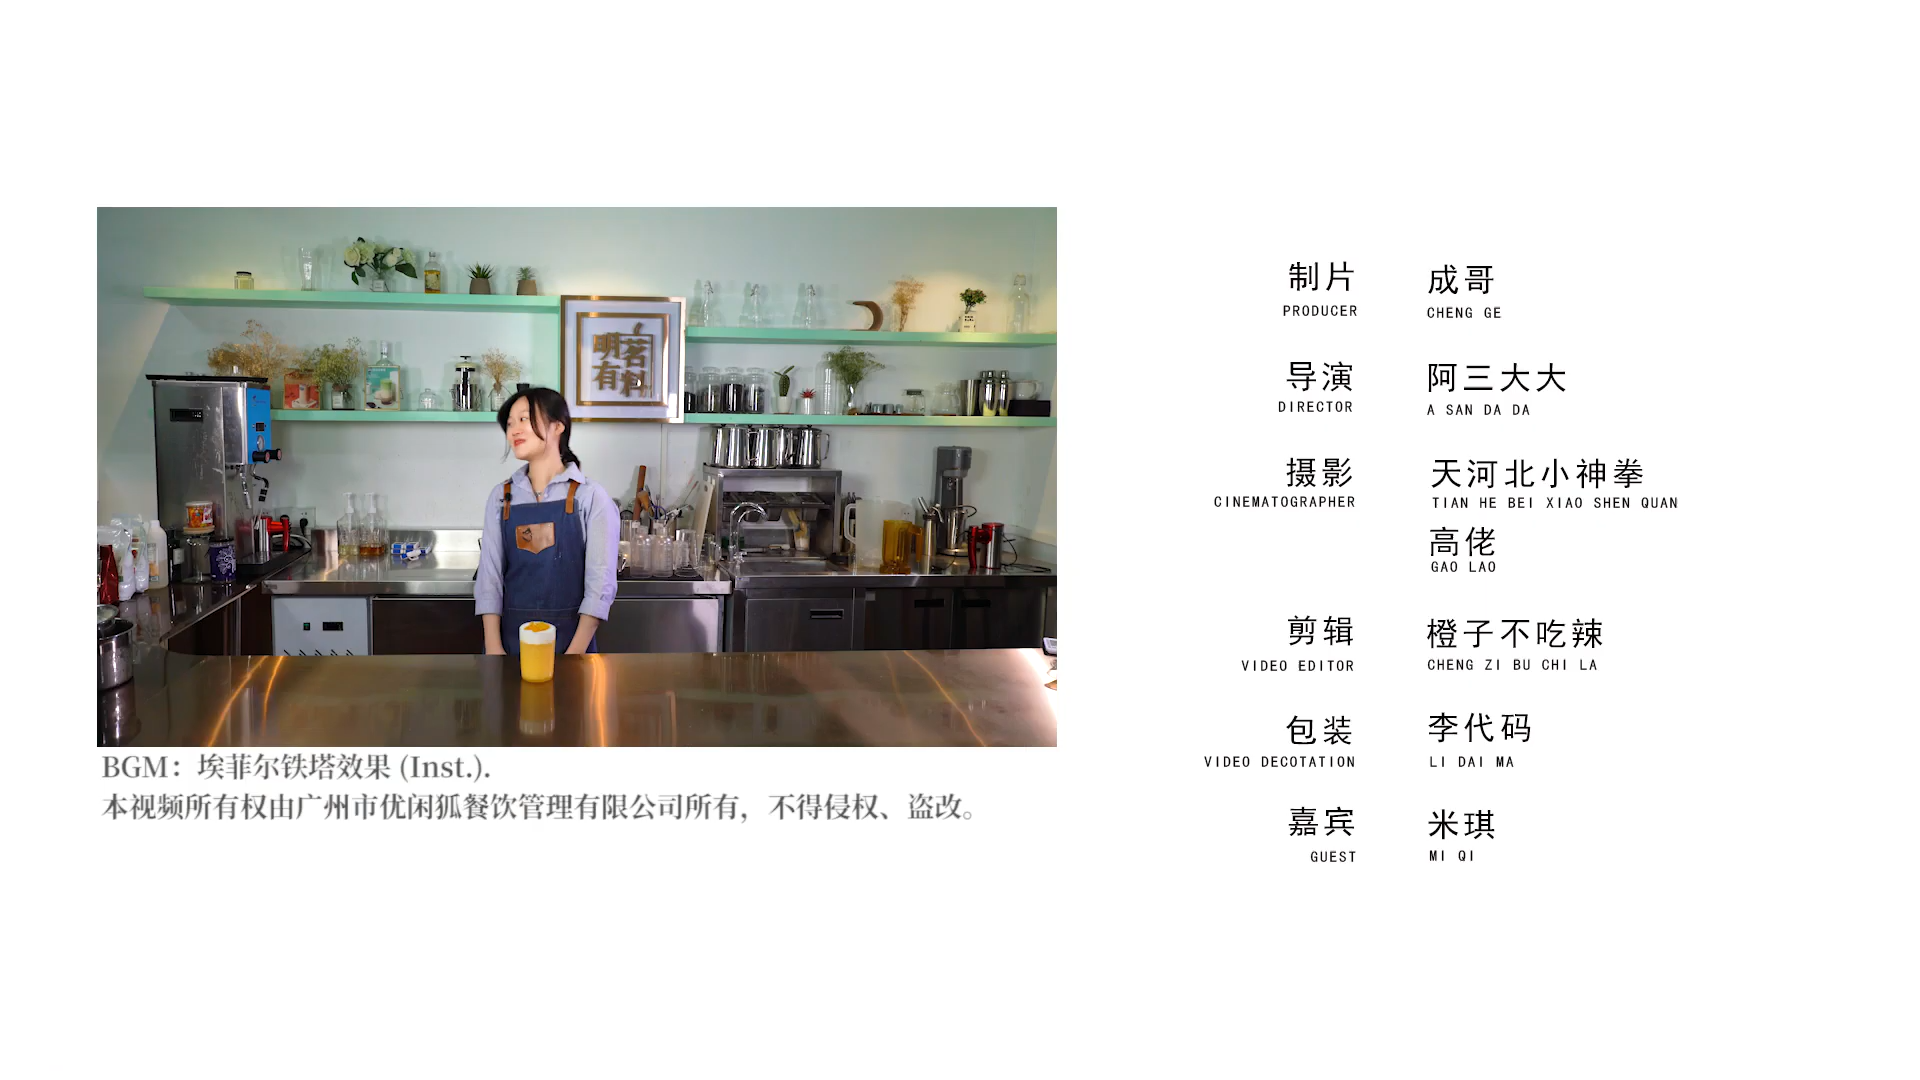 明茗
有料
BGM：埃菲尔铁塔效果 (Inst.).
本视频所有权由广州市优闲狐餐饮管理有限公司所有，不得侵权、盗改。
制片 成哥
PRODUCER CHENG GE
导演 阿三大大
DIRECTOR A SAN DA DA
摄影 天河北小神拳
CINEMATOGRAPHER TIAN HE BEI XIAO SHEN QUAN
高佬
GAO LAO
剪辑 橙子不吃辣
VIDEO EDITOR CHENG ZI BU CHI LA
包装 李代码
VIDEO DECOTATION LI DAI MA
嘉宾 米琪
GUEST MI QI